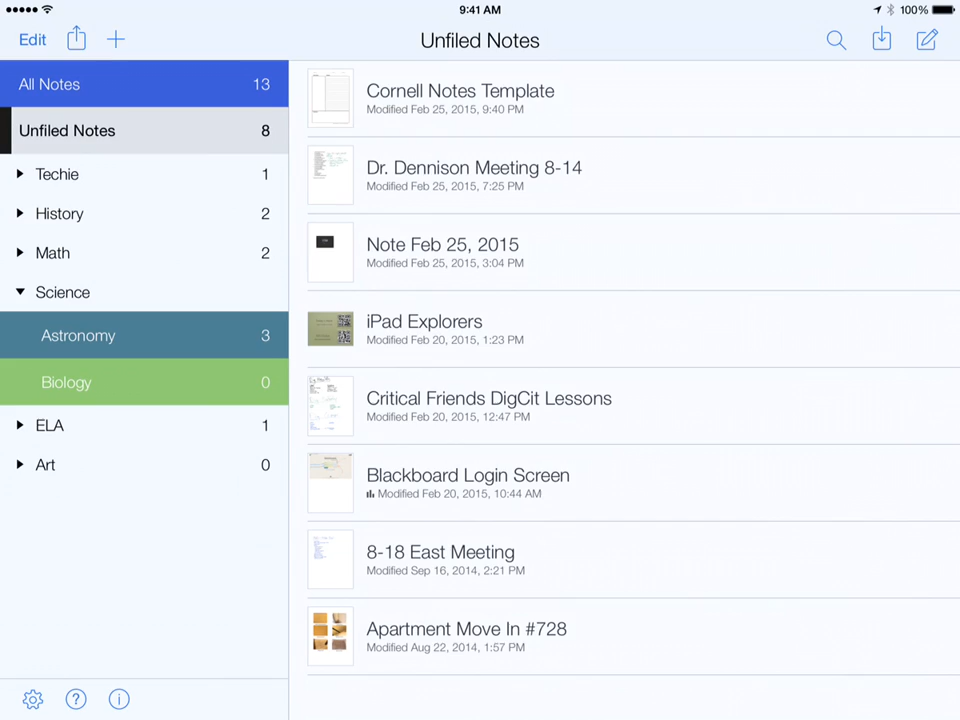 9:41 AM
100%
Edit
Unfiled Notes
All Notes 13
Unfiled Notes 8
Techie 1
History 2
Math 2
Science
Astronomy 3
Biology 0
ELA 1
Art 0
Cornell Notes Template
Modified Feb 25, 2015, 9:40 PM
Dr. Dennison Meeting 8-14
Modified Feb 25, 2015, 7:25 PM
Note Feb 25, 2015
Modified Feb 25, 2015, 3:04 PM
iPad Explorers
Modified Feb 20, 2015, 1:23 PM
Critical Friends DigCit Lessons
Modified Feb 20, 2015, 12:47 PM
Blackboard Login Screen
Modified Feb 20, 2015, 10:44 AM
8-18 East Meeting
Modified Sep 16, 2014, 2:21 PM
Apartment Move In #728
Modified Aug 22, 2014, 1:57 PM